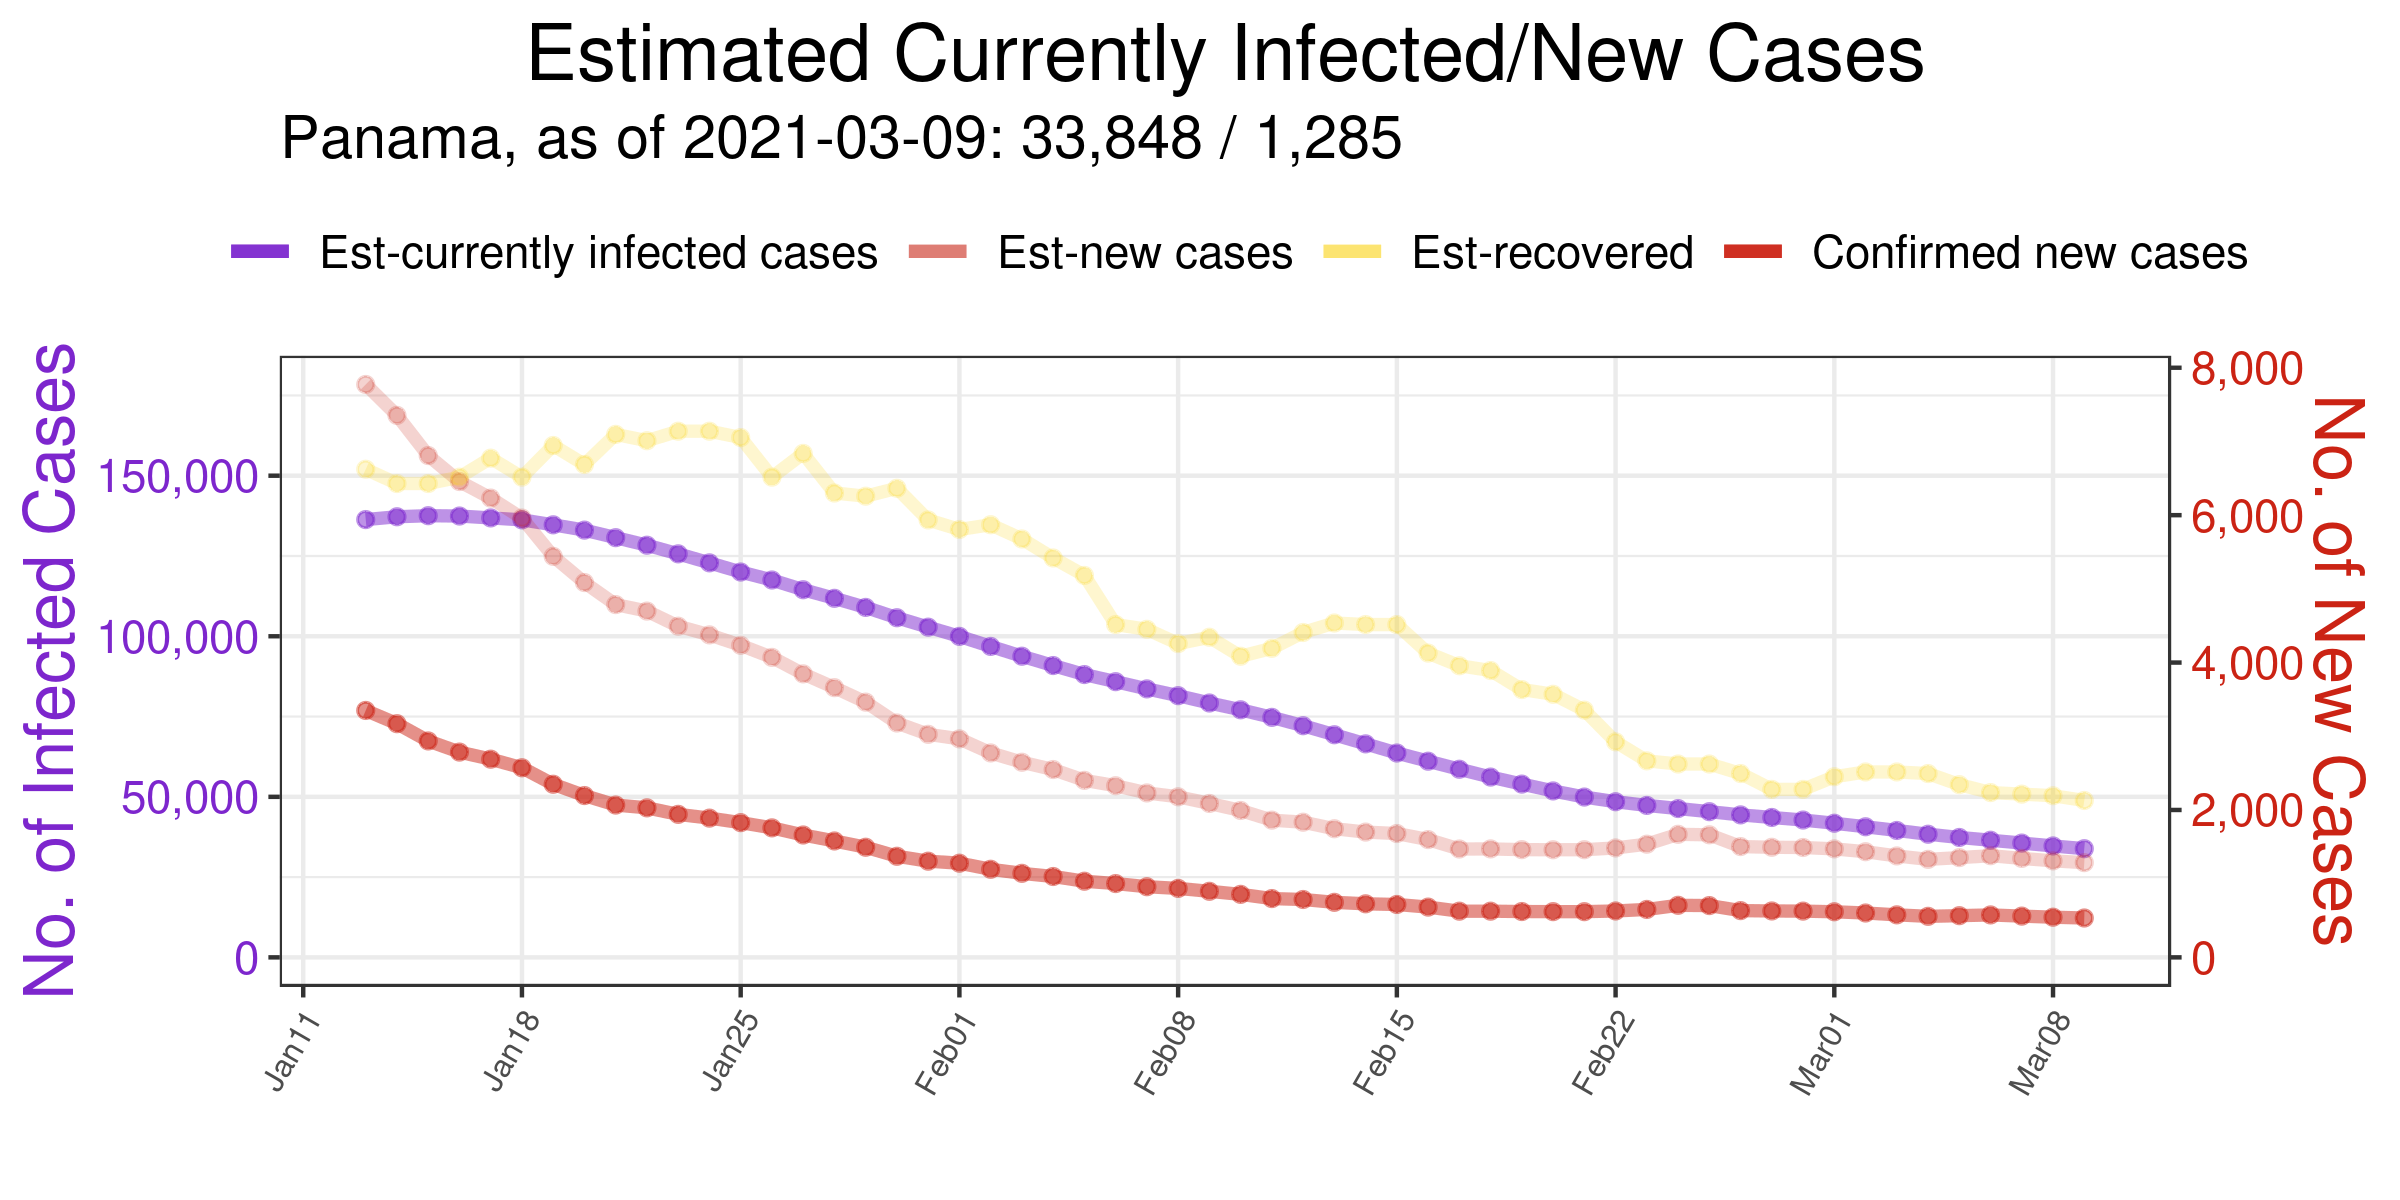 Estimated Currently Infected/New Cases
Panama, as of 2021-03-09: 33,848 / 1,285
Est-currently infected cases Est-new cases Est-recovered Confirmed new cases
No. of Infected Cases
150,000
100,000
50,000
0
8,000
6,000
4,000
2,000
0
No. of New Cases
Jan11 Jan18 Jan25 Feb01 Feb08 Feb15 Feb22 Mar01 Mar08